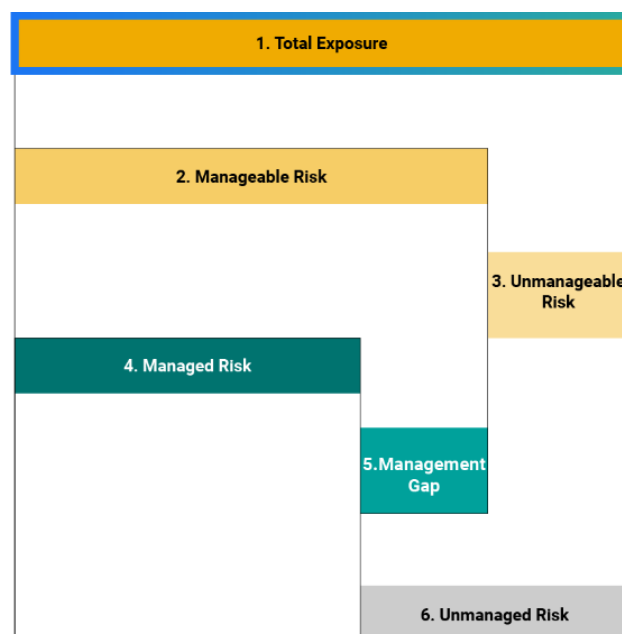 1. Total Exposure
2. Manageable Risk
3. Unmanageable
Risk
4. Managed Risk
5.Management
Gap
6. Unmanaged Risk